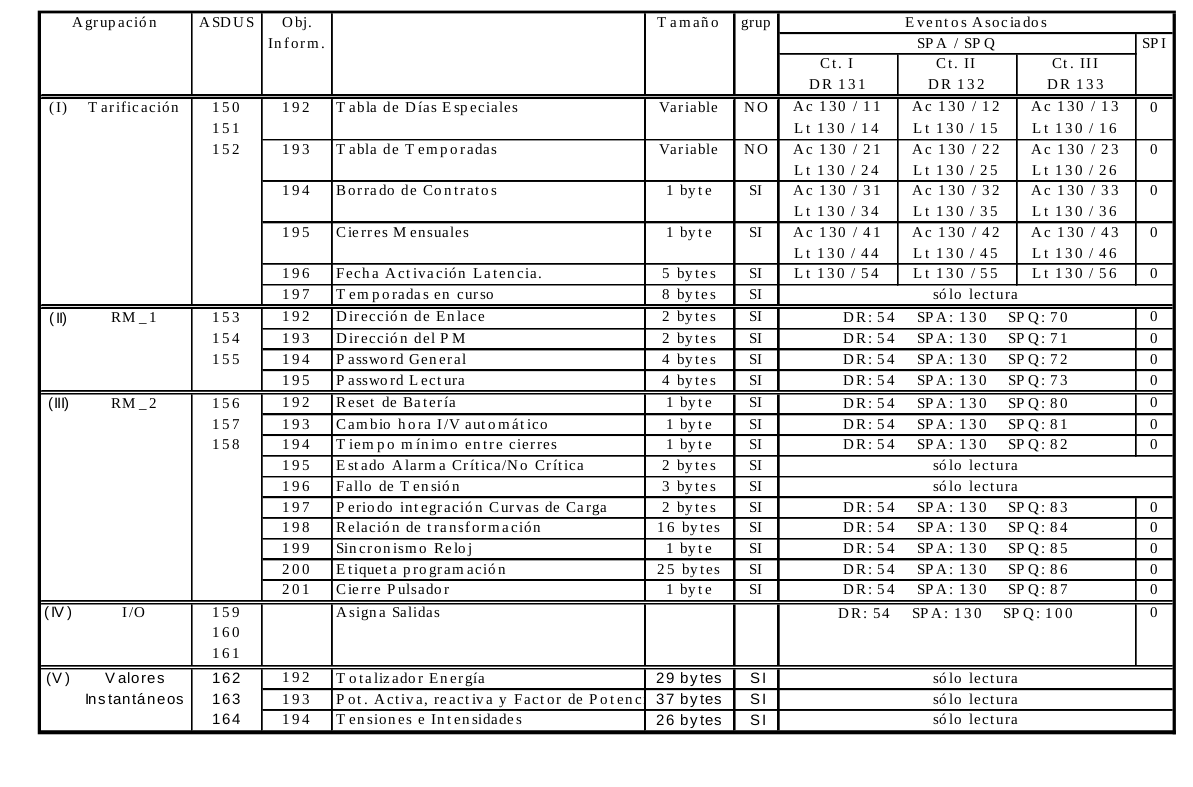 Agrupación ASDUS Obj. Tamaño grup Eventos Asociados
Inform. SPA / SPQ SPI
Ct. I Ct. II Ct. III
DR 131 DR 132 DR 133
(I) Tarificación 150 192 Tabla de Días Especiales Variable NO Ac 130 / 11 Ac 130 / 12 Ac 130 / 13 0
151 Lt 130 / 14 Lt 130 / 15 Lt 130 / 16
152 193 Tabla de Temporadas Variable NO Ac 130 / 21 Ac 130 / 22 Ac 130 / 23 0
Lt 130 / 24 Lt 130 / 25 Lt 130 / 26
194 Borrado de Contratos 1 byte SI Ac 130 / 31 Ac 130 / 32 Ac 130 / 33 0
Lt 130 / 34 Lt 130 / 35 Lt 130 / 36
195 Cierres Mensuales 1 byte SI Ac 130 / 41 Ac 130 / 42 Ac 130 / 43 0
Lt 130 / 44 Lt 130 / 45 Lt 130 / 46
196 Fecha Activación Latencia. 5 bytes SI Lt 130 / 54 Lt 130 / 55 Lt 130 / 56 0
197 Temporadas en curso 8 bytes SI sólo lectura
(II) RM_1 153 192 Dirección de Enlace 2 bytes SI DR: 54 SPA: 130 SPQ: 70 0
154 193 Dirección del PM 2 bytes SI DR: 54 SPA: 130 SPQ: 71 0
155 194 Password General 4 bytes SI DR: 54 SPA: 130 SPQ: 72 0
195 Password Lectura 4 bytes SI DR: 54 SPA: 130 SPQ: 73 0
(III) RM_2 156 192 Reset de Batería 1 byte SI DR: 54 SPA: 130 SPQ: 80 0
157 193 Cambio hora I/V automático 1 byte SI DR: 54 SPA: 130 SPQ: 81 0
158 194 Tiempo mínimo entre cierres 1 byte SI DR: 54 SPA: 130 SPQ: 82 0
195 Estado Alarma Crítica/No Crítica 2 bytes SI sólo lectura
196 Fallo de Tensión 3 bytes SI sólo lectura
197 Periodo integración Curvas de Carga 2 bytes SI DR: 54 SPA: 130 SPQ: 83 0
198 Relación de transformación 16 bytes SI DR: 54 SPA: 130 SPQ: 84 0
199 Sincronismo Reloj 1 byte SI DR: 54 SPA: 130 SPQ: 85 0
200 Etiqueta programación 25 bytes SI DR: 54 SPA: 130 SPQ: 86 0
201 Cierre Pulsador 1 byte SI DR: 54 SPA: 130 SPQ: 87 0
(IV) I/O 159 Asigna Salidas DR: 54 SPA: 130 SPQ: 100 0
160
161
(V) Valores 162 192 Totalizador Energía 29 bytes SI sólo lectura
Instantáneos 163 193 Pot. Activa, reactiva y Factor de Potenc 37 bytes SI sólo lectura
164 194 Tensiones e Intensidades 26 bytes SI sólo lectura